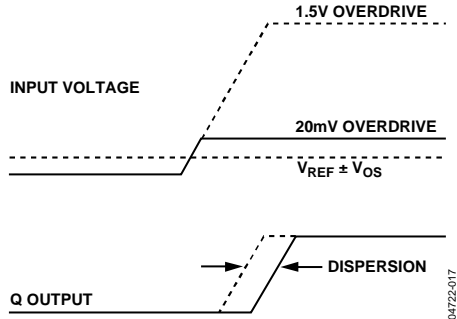 1.5V OVERDRIVE
INPUT VOLTAGE
20mV OVERDRIVE
VREF ± VOS
DISPERSION
Q OUTPUT
04722-017